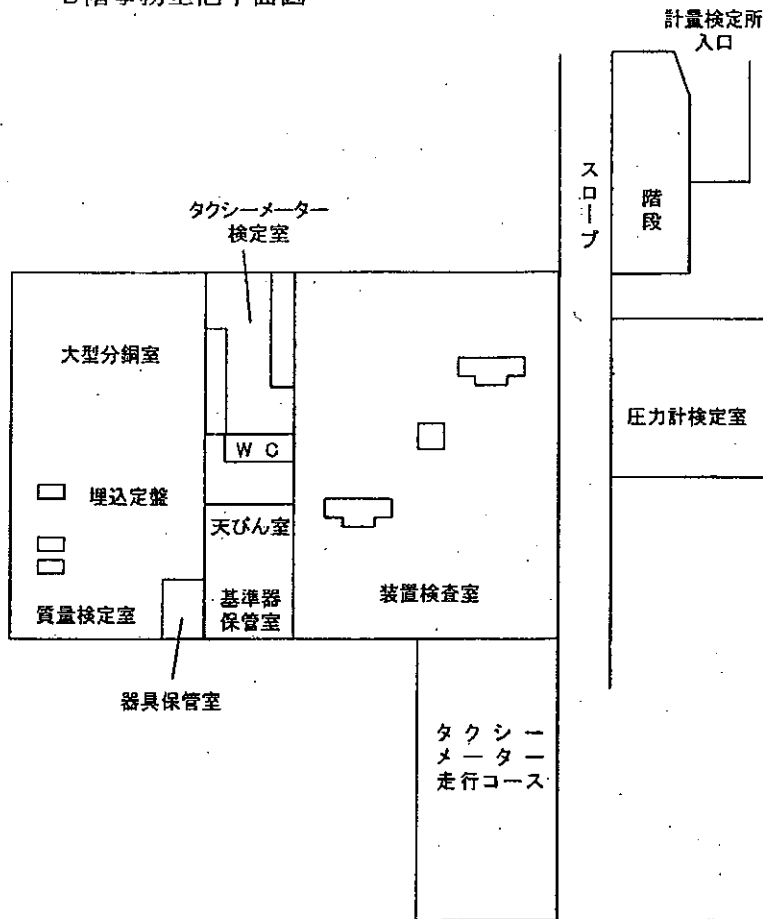 計量検定所
入口
スロープ
階段
タクシーメーター
検定室
大型分銅室
圧力計検定室
WC
埋込定盤
天びん室
質量検定室
基準器
保管室
装置検査室
器具保管室
タクシー
メーター
走行コース